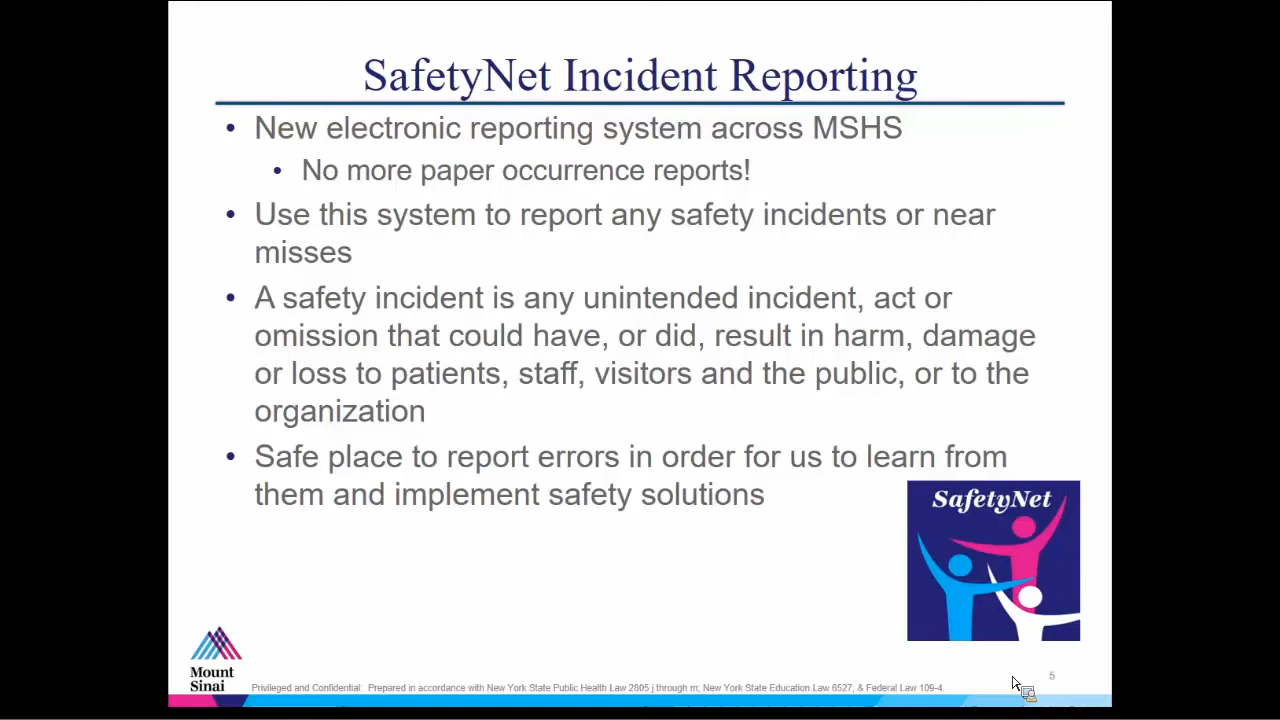 SafetyNet Incident Reporting
• New electronic reporting system across MSHS
• No more paper occurrence reports!
• Use this system to report any safety incidents or near
misses
• A safety incident is any unintended incident, act or
omission that could have, or did, result in harm, damage
or loss to patients, staff, visitors and the public, or to the
organization
• Safe place to report errors in order for us to learn from
them and implement safety solutions
SafetyNet
Mount
Sinai
Privileged and Confidential: Prepared in accordance with New York State Public Health Law 2805 j through m; New York State Education Law 6527; & Federal Law 109-4.
5